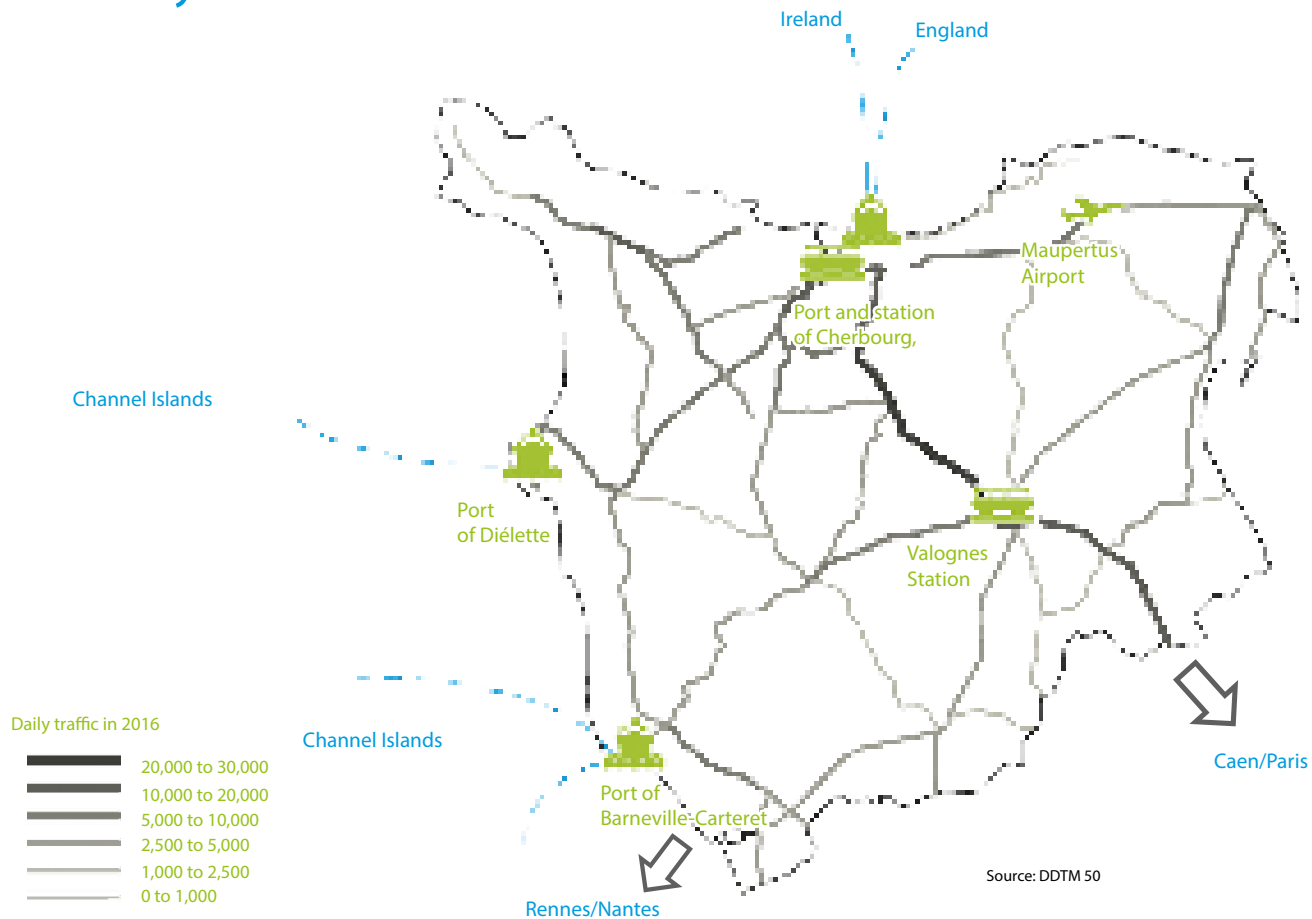 Ireland
England
Maupertus
Airport
Port and station
of Cherbourg,
Channel Islands
Port
of Diélette
Valognes
Station
Daily traffic in 2016
20,000 to 30,000
10,000 to 20,000
5,000 to 10,000
2,500 to 5,000
1,000 to 2,500
0 to 1,000
Channel Islands
Port of
Barneville-Carteret
Caen/Paris
Rennes/Nantes
Source: DDTM 50